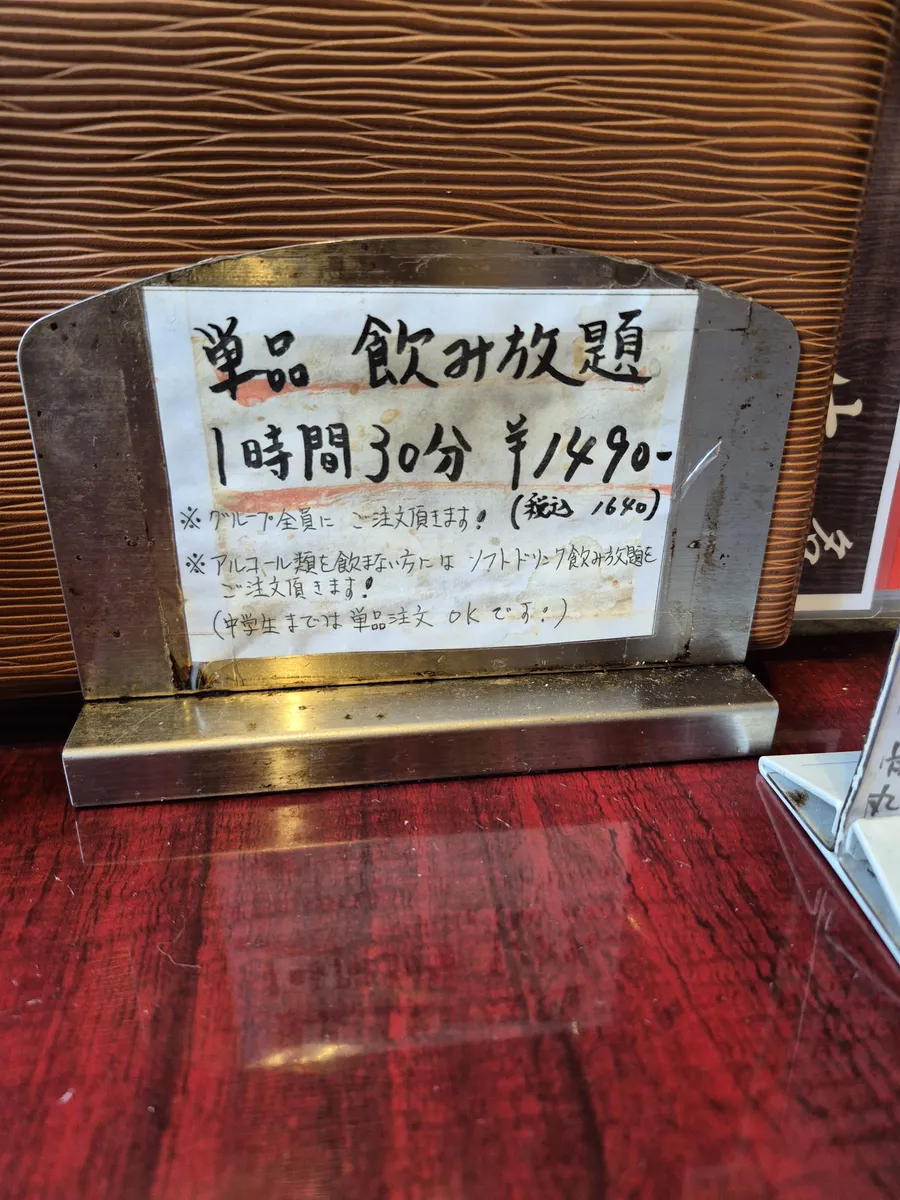 単品 飲み放題
1時間30分 ¥1490-
(税込 1640)
※グループ全員に ご注文頂きます!
※アルコール類を飲まない方には ソフトドリンク飲み放題を
ご注文頂きます!
(中学生までは単品注文 OKです!)
丸